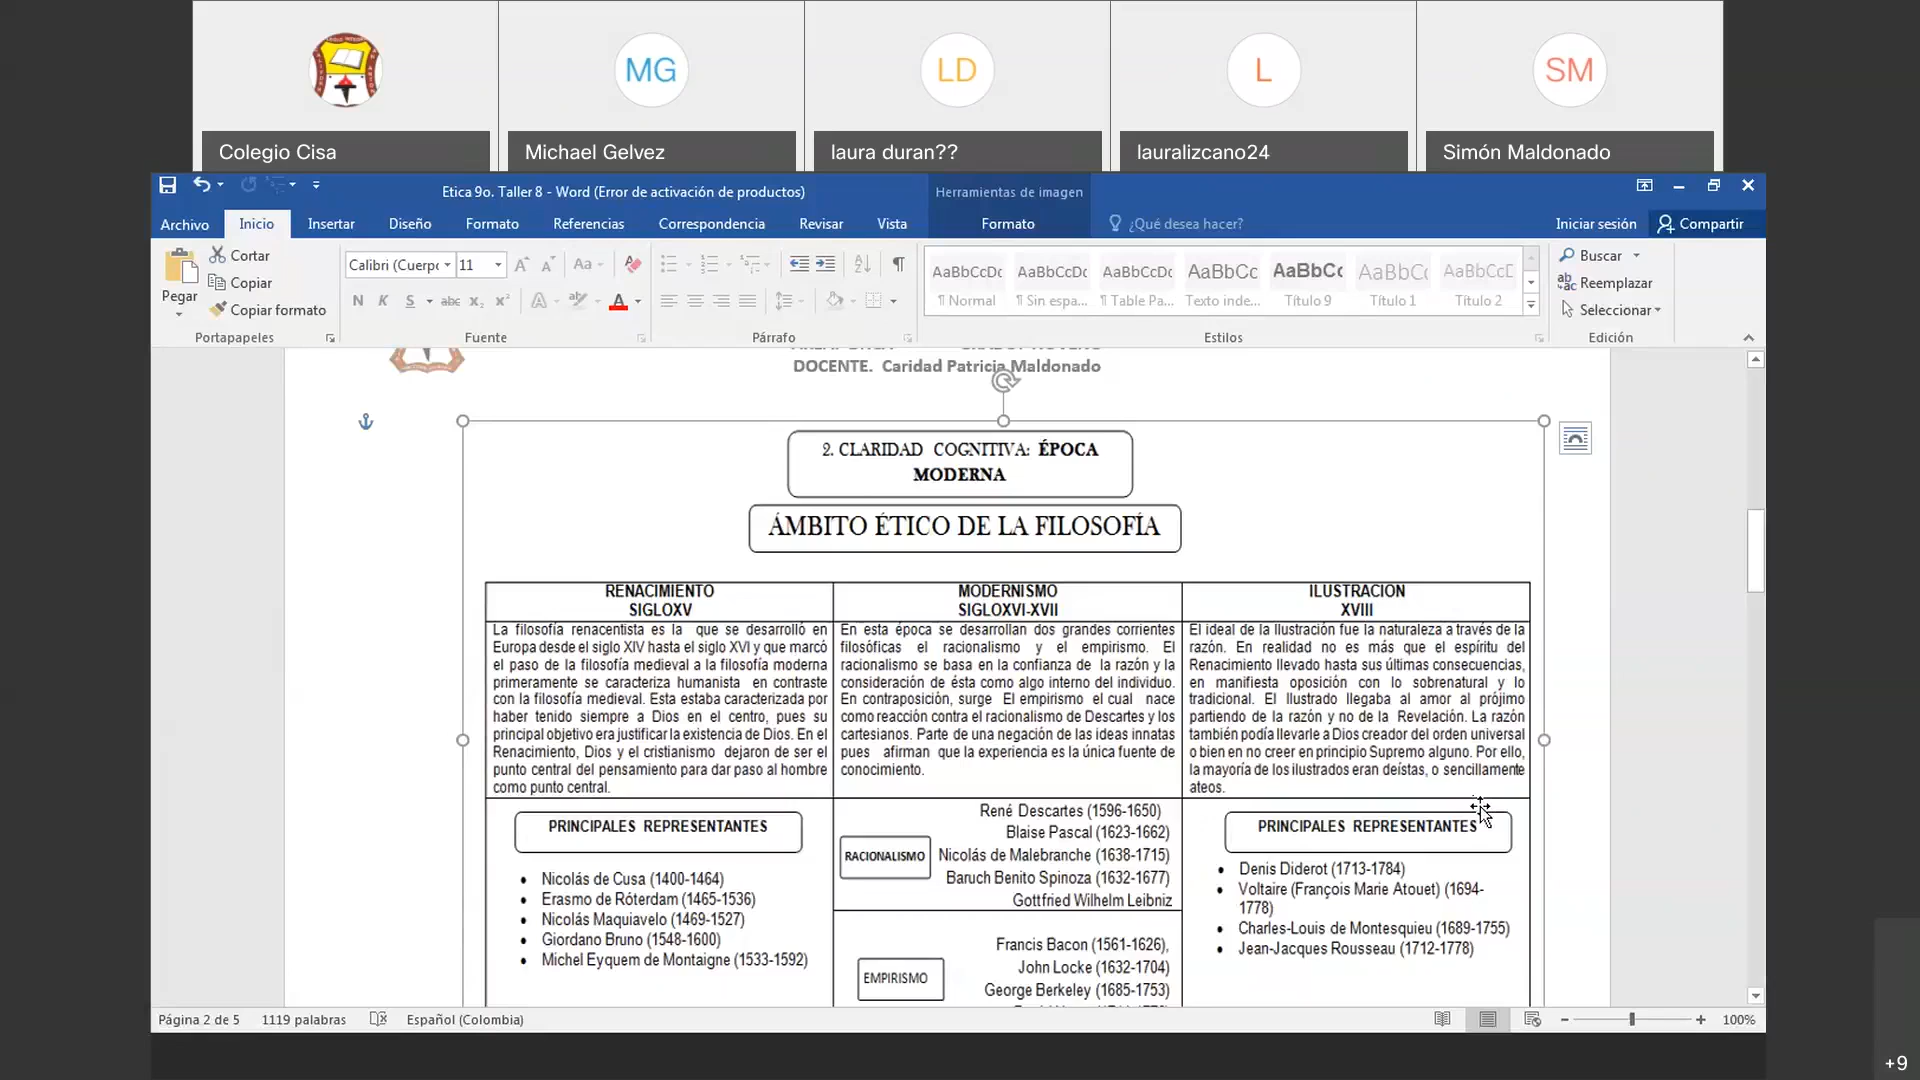 MG
LD
L
SM
Colegio Cisa
Michael Gelvez
laura duran??
lauralizcano24
Simón Maldonado
Etica 9o. Taller 8 - Word (Error de activación de productos)
Herramientas de imagen
Archivo
Inicio
Insertar
Diseño
Formato
Referencias
Correspondencia
Revisar
Vista
Formato
¿Qué desea hacer?
Iniciar sesión
Compartir
Pegar
Cortar
Copiar
Copiar formato
Portapapeles
Calibri (Cuerpo
11
Aa
N K S abc x₂ x²
A
Fuente
Párrafo
AaBbCcDc
¶ Normal
AaBbCcDc
¶ Sin espa...
AaBbCcDc
¶ Table Pa...
AaBbCc
Texto inde...
AaBbCc
Título 9
AaBbC
Título 1
AaBbCcD
Título 2
Estilos
Buscar
Reemplazar
Seleccionar
Edición
DOCENTE. Caridad Patricia Maldonado
2. CLARIDAD COGNITIVA: ÉPOCA
MODERNA
ÁMBITO ÉTICO DE LA FILOSOFÍA
RENACIMIENTO
SIGLOXV
La filosofía renacentista es la que se desarrolló en
Europa desde el siglo XIV hasta el siglo XVI y que marcó
el paso de la filosofía medieval a la filosofía moderna
primeramente se caracteriza humanista en contraste
con la filosofía medieval. Esta estaba caracterizada por
haber tenido siempre a Dios en el centro, pues su
principal objetivo era justificar la existencia de Dios. En el
Renacimiento, Dios y el cristianismo dejaron de ser el
punto central del pensamiento para dar paso al hombre
como punto central.
PRINCIPALES REPRESENTANTES
• Nicolás de Cusa (1400-1464)
• Erasmo de Róterdam (1465-1536)
• Nicolás Maquiavelo (1469-1527)
• Giordano Bruno (1548-1600)
• Michel Eyquem de Montaigne (1533-1592)
MODERNISMO
SIGLOXVI-XVII
En esta época se desarrollan dos grandes corrientes
filosóficas el racionalismo y el empirismo. El
racionalismo se basa en la confianza de la razón y la
consideración de ésta como algo interno del individuo.
En contraposición, surge El empirismo el cual nace
como reacción contra el racionalismo de Descartes y los
cartesianos. Parte de una negación de las ideas innatas
pues afirman que la experiencia es la única fuente de
conocimiento.
RACIONALISMO
René Descartes (1596-1650)
Blaise Pascal (1623-1662)
Nicolás de Malebranche (1638-1715)
Baruch Benito Spinoza (1632-1677)
Gottfried Wilhelm Leibniz
EMPIRISMO
Francis Bacon (1561-1626),
John Locke (1632-1704)
George Berkeley (1685-1753)
ILUSTRACION
XVIII
El ideal de la Ilustración fue la naturaleza a través de la
razón. En realidad no es más que el espíritu del
Renacimiento llevado hasta sus últimas consecuencias,
en manifiesta oposición con lo sobrenatural y lo
tradicional. El Ilustrado llegaba al amor al prójimo
partiendo de la razón y no de la Revelación. La razón
también podía llevarle a Dios creador del orden universal
o bien en no creer en principio Supremo alguno. Por ello,
la mayoría de los ilustrados eran deístas, o sencillamente
ateos.
PRINCIPALES REPRESENTANTES
• Denis Diderot (1713-1784)
• Voltaire (François Marie Atouet) (1694-
1778)
• Charles-Louis de Montesquieu (1689-1755)
• Jean-Jacques Rousseau (1712-1778)
Página 2 de 5
1119 palabras
Español (Colombia)
100%
+9